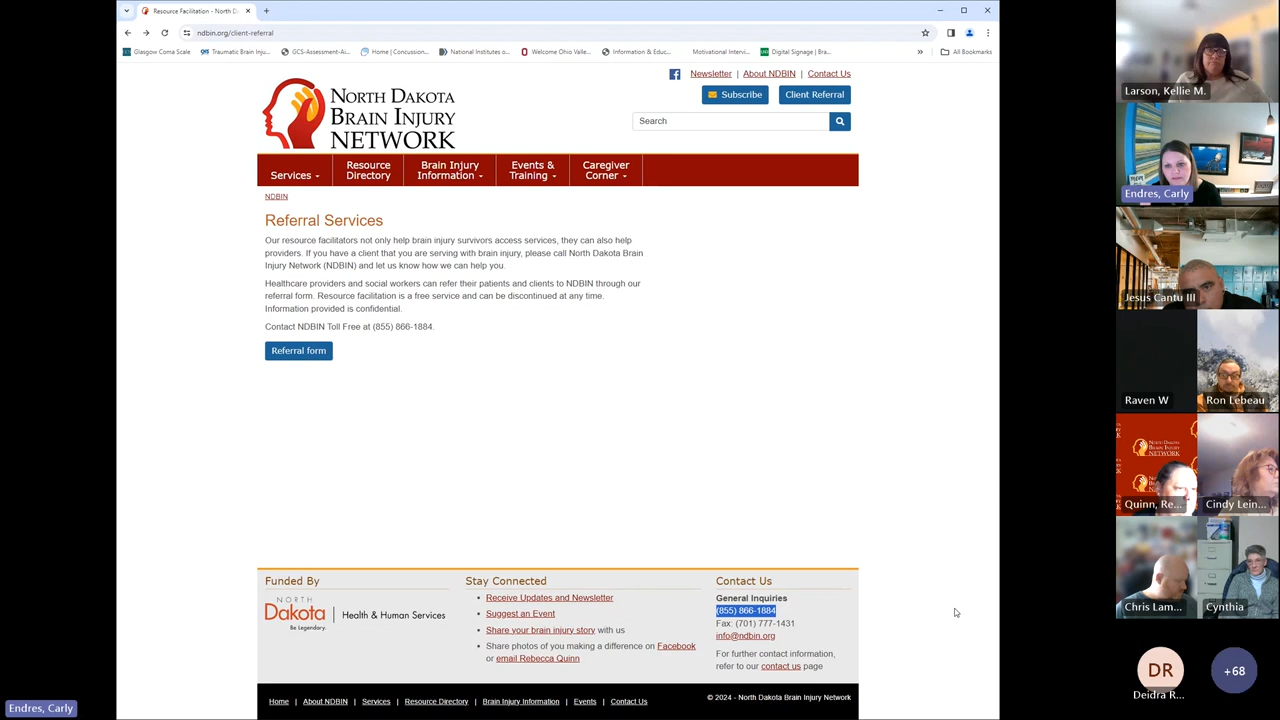 Resource Facilitation - North D
ndbin.org/client-referral
Glasgow Coma Scale
Traumatic Brain Inju...
GCS-Assessment-Ai...
Home | Concussion...
National Institutes o...
Welcome Ohio Valle...
Information & Educ...
Motivational Intervi...
Digital Signage | Bra...
»
All Bookmarks
NORTH DAKOTA
BRAIN INJURY
NETWORK
Newsletter | About NDBIN | Contact Us
Subscribe
Client Referral
Search
Services
Resource Directory
Brain Injury Information
Events & Training
Caregiver Corner
NDBIN
Referral Services
Our resource facilitators not only help brain injury survivors access services, they can also help
providers. If you have a client that you are serving with brain injury, please call North Dakota Brain
Injury Network (NDBIN) and let us know how we can help you.
Healthcare providers and social workers can refer their patients and clients to NDBIN through our
referral form. Resource facilitation is a free service and can be discontinued at any time.
Information provided is confidential.
Contact NDBIN Toll Free at (855) 866-1884.
Referral form
Funded By
NORTH
Dakota
Be Legendary.
Health & Human Services
Stay Connected
• Receive Updates and Newsletter
• Suggest an Event
• Share your brain injury story with us
• Share photos of you making a difference on Facebook
or email Rebecca Quinn
Contact Us
General Inquiries
(855) 866-1884
Fax: (701) 777-1431
info@ndbin.org
For further contact information,
refer to our contact us page
Home | About NDBIN | Services | Resource Directory | Brain Injury Information | Events | Contact Us
© 2024 - North Dakota Brain Injury Network
Larson, Kellie M.
Endres, Carly
Jesus Cantu III
Raven W
Ron Lebeau
NORTH DAKOTA
BRAIN INJURY
NETWORK
Quinn, Re...
Cindy Lein...
Chris Lam...
Cynthia
DR
Deidra R...
+68
Endres, Carly